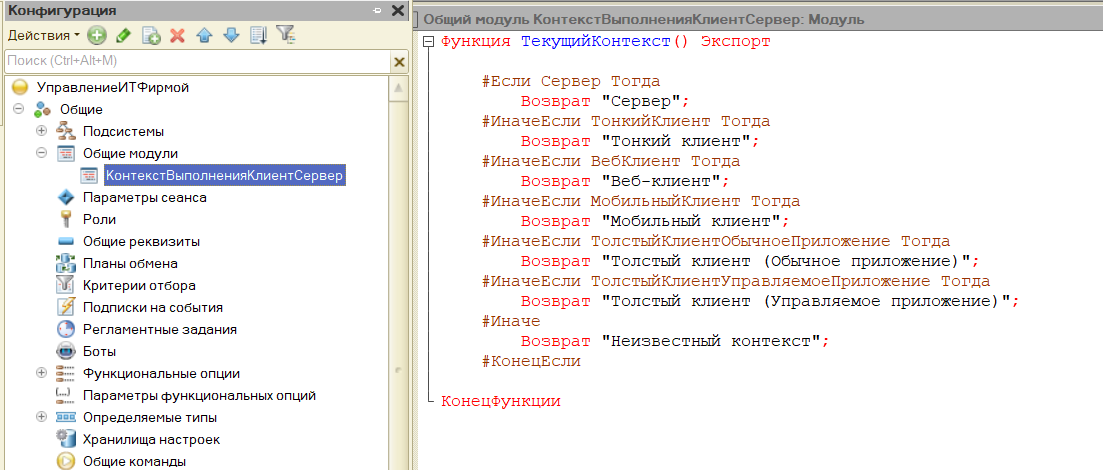 Конфигурация
Действия
Поиск (Ctrl+Alt+M)
УправлениеИТФирмой
Общие
Подсистемы
Общие модули
КонтекстВыполненияКлиентСервер
Параметры сеанса
Роли
Общие реквизиты
Планы обмена
Критерии отбора
Подписки на события
Регламентные задания
Боты
Функциональные опции
Параметры функциональных опций
Определяемые типы
Хранилища настроек
Общие команды
Общий модуль КонтекстВыполненияКлиентСервер: Модуль
Функция ТекущийКонтекст() Экспорт
#Если Сервер Тогда
Возврат "Сервер";
#ИначеЕсли ТонкийКлиент Тогда
Возврат "Тонкий клиент";
#ИначеЕсли ВебКлиент Тогда
Возврат "Веб-клиент";
#ИначеЕсли МобильныйКлиент Тогда
Возврат "Мобильный клиент";
#ИначеЕсли ТолстыйКлиентОбычноеПриложение Тогда
Возврат "Толстый клиент (Обычное приложение)";
#ИначеЕсли ТолстыйКлиентУправляемоеПриложение Тогда
Возврат "Толстый клиент (Управляемое приложение)";
#Иначе
Возврат "Неизвестный контекст";
#КонецЕсли
КонецФункции